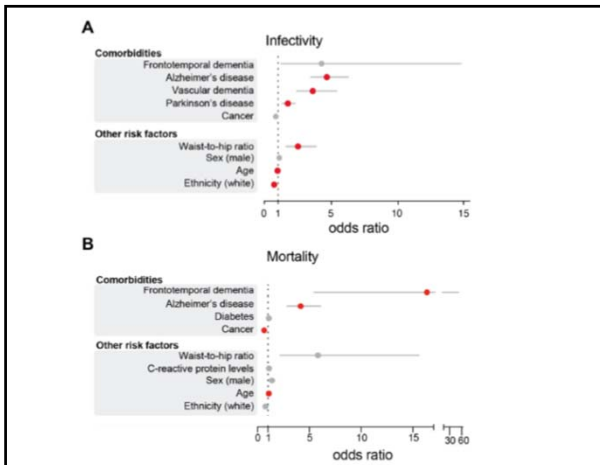 A
Infectivity
Comorbidities
Frontotemporal dementia
Alzheimer's disease
Vascular dementia
Parkinson's disease
Cancer
Other risk factors
Waist-to-hip ratio
Sex (male)
Age
Ethnicity (white)
0 1 5 10 15
odds ratio
B
Mortality
Comorbidities
Frontotemporal dementia
Alzheimer's disease
Diabetes
Cancer
Other risk factors
Waist-to-hip ratio
C-reactive protein levels
Sex (male)
Age
Ethnicity (white)
0 1 5 10 15 30 60
odds ratio